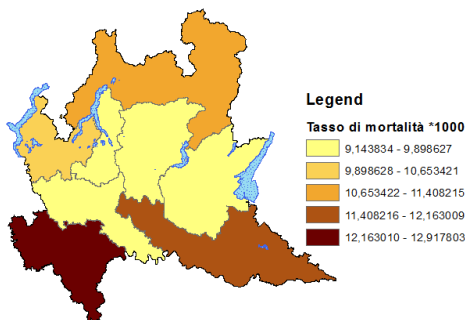 Legend
Tasso di mortalità *1000
9,143834 - 9,898627
9,898628 - 10,653421
10,653422 - 11,408215
11,408216 - 12,163009
12,163010 - 12,917803